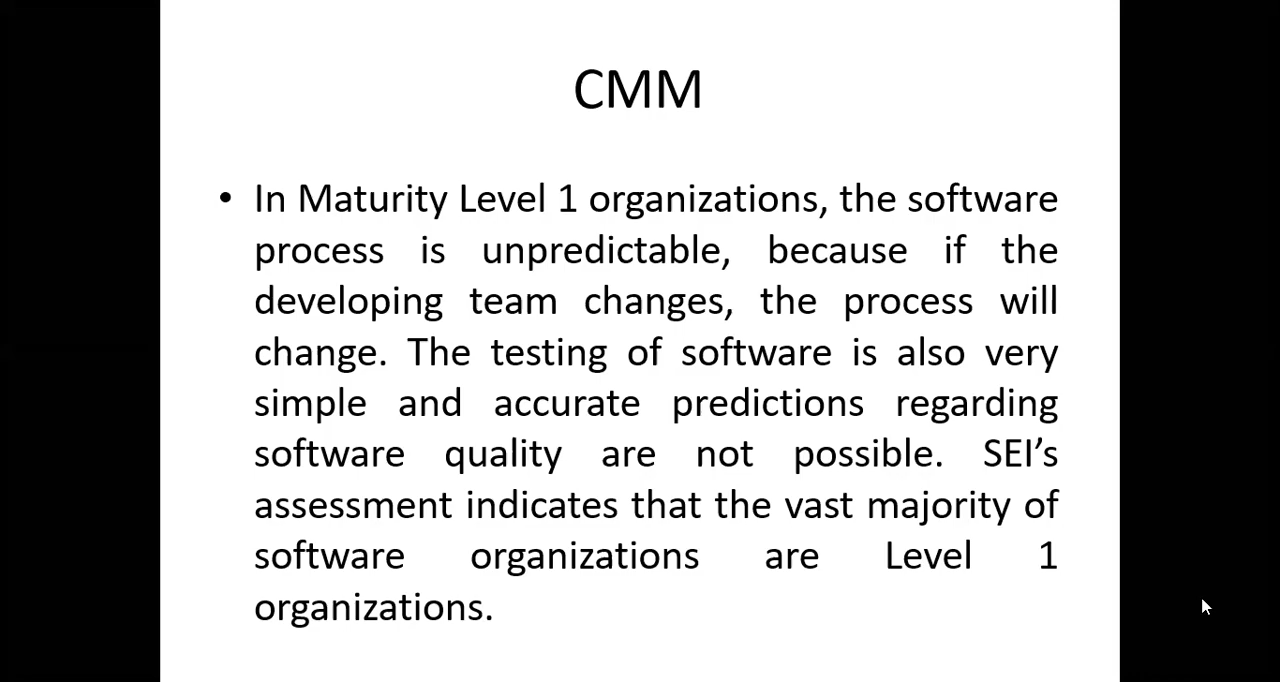 CMM
• In Maturity Level 1 organizations, the software
process is unpredictable, because if the
developing team changes, the process will
change. The testing of software is also very
simple and accurate predictions regarding
software quality are not possible. SEI’s
assessment indicates that the vast majority of
software organizations are Level 1
organizations.